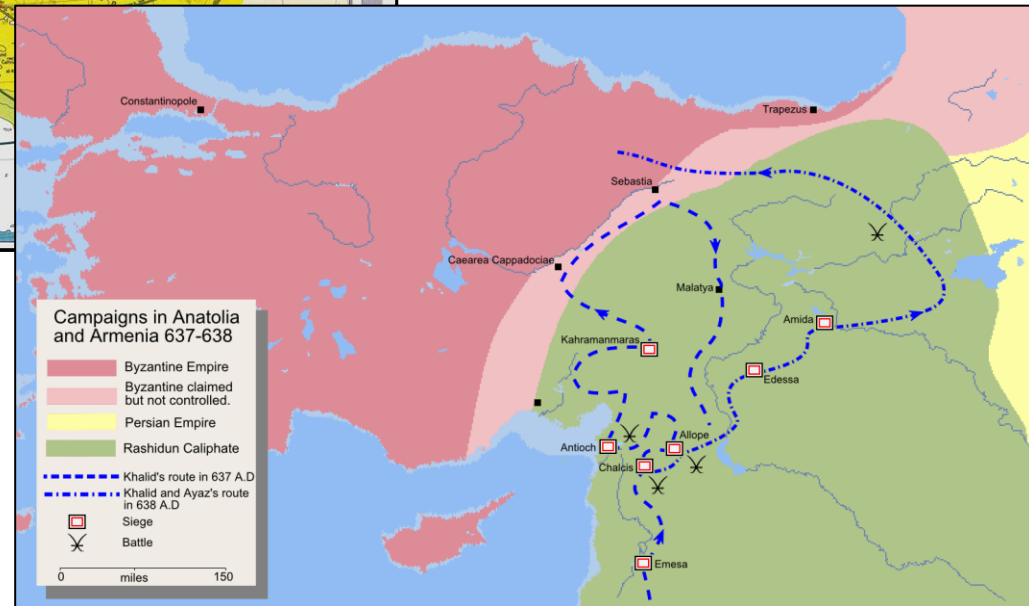 Constantinople
Trapezus
Sebastia
Caearea Cappadociae
Malatya
Amida
Kahramanmaras
Edessa
Antioch
Allope
Chalcis
Emesa
Campaigns in Anatolia
and Armenia 637-638
Byzantine Empire
Byzantine claimed
but not controlled.
Persian Empire
Rashidun Caliphate
Khalid's route in 637 A.D
Khalid and Ayaz's route
in 638 A.D
Siege
Battle
0 miles 150